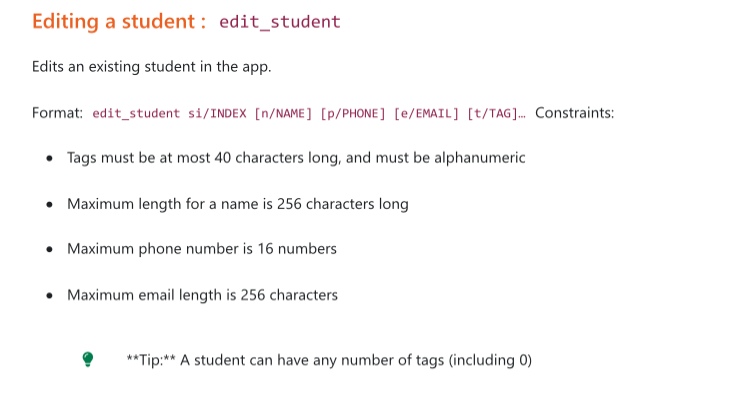 Editing a student : edit_student
Edits an existing student in the app.
Format: edit_student si/INDEX [n/NAME] [p/PHONE] [e/EMAIL] [t/TAG]… Constraints:
• Tags must be at most 40 characters long, and must be alphanumeric
• Maximum length for a name is 256 characters long
• Maximum phone number is 16 numbers
• Maximum email length is 256 characters
**Tip:** A student can have any number of tags (including 0)